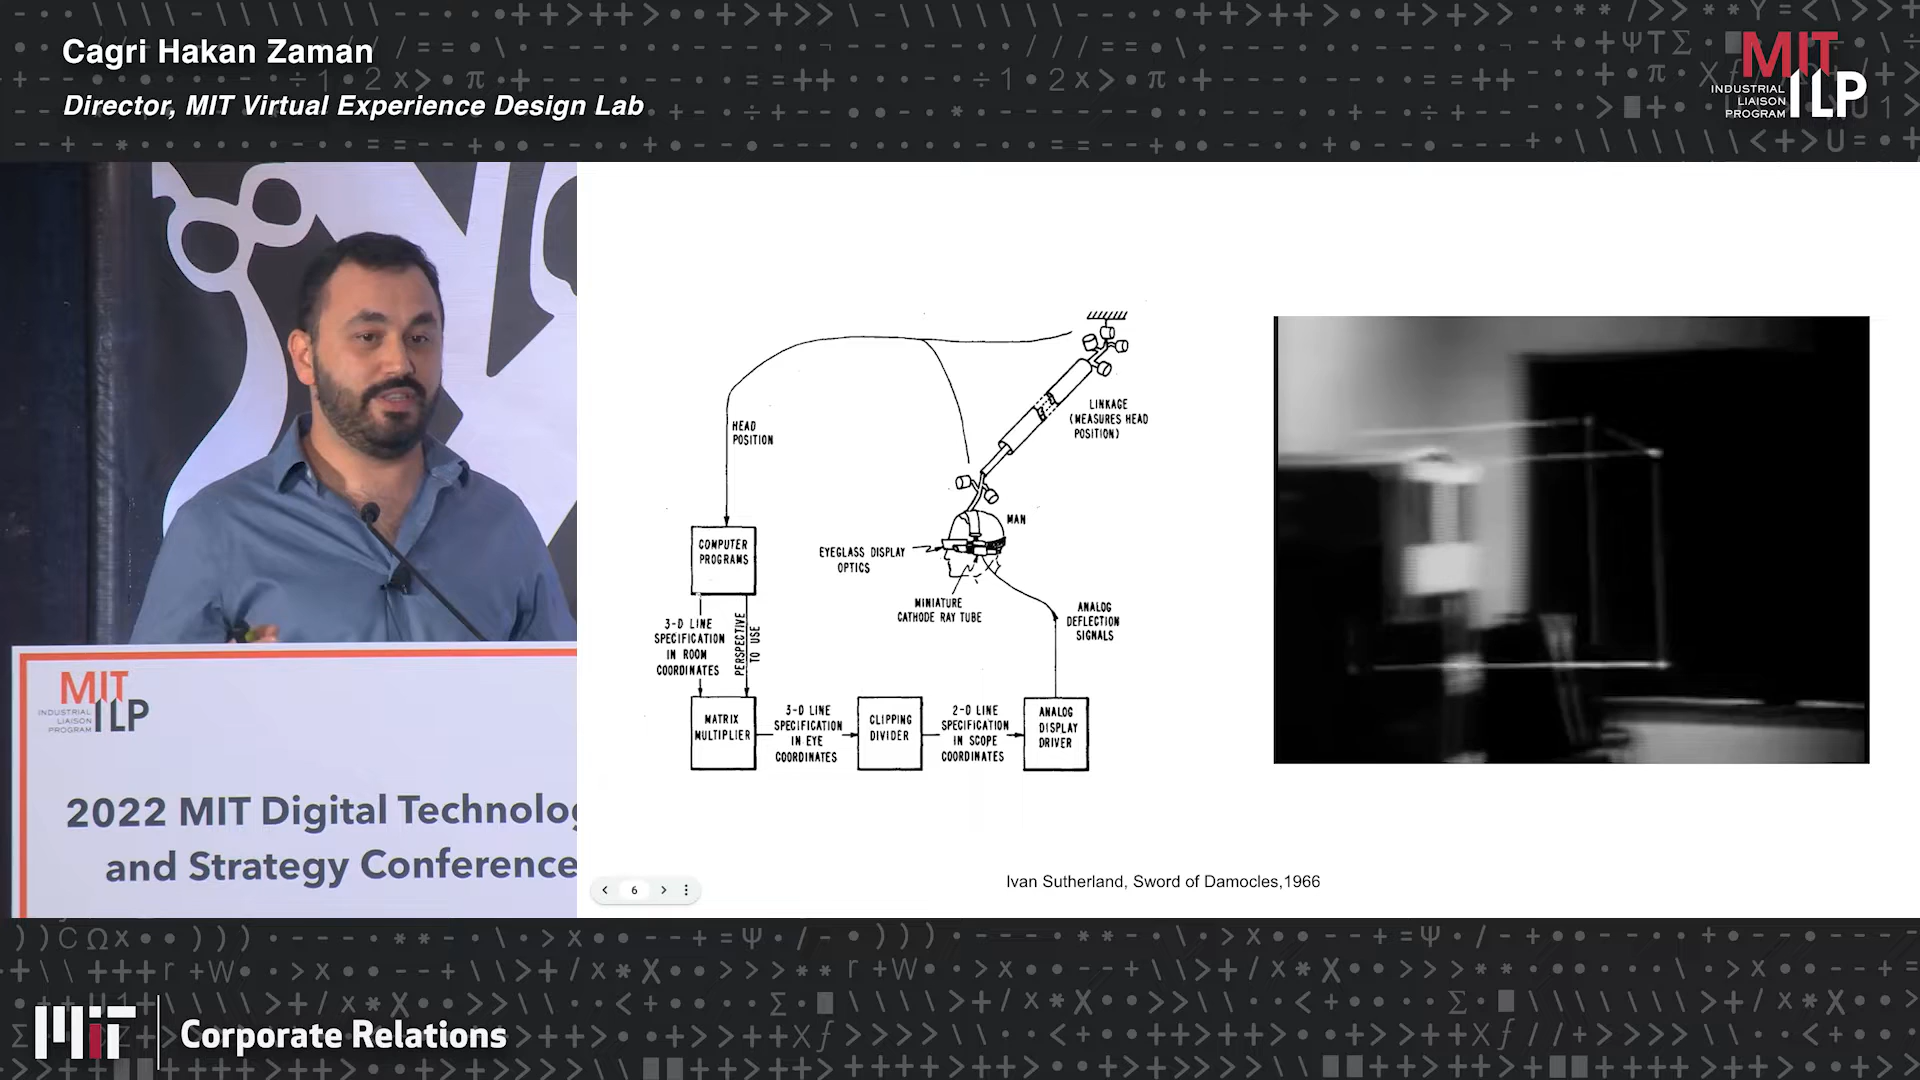 Cagri Hakan Zaman
Director, MIT Virtual Experience Design Lab
MIT
INDUSTRIAL
LIAISON
PROGRAM
ILP
HEAD
POSITION
LINKAGE
(MEASURES HEAD
POSITION)
MAN
EYEGLASS DISPLAY
OPTICS
MINIATURE
CATHODE RAY TUBE
COMPUTER
PROGRAMS
3-D LINE
SPECIFICATION
IN ROOM
COORDINATES
PERSPECTIVE
TO USE
ANALOG
DEFLECTION
SIGNALS
MATRIX
MULTIPLIER
3-D LINE
SPECIFICATION
IN EYE
COORDINATES
CLIPPING
DIVIDER
2-D LINE
SPECIFICATION
IN SCOPE
COORDINATES
ANALOG
DISPLAY
DRIVER
MIT
INDUSTRIAL
LIAISON
PROGRAM
ILP
2022 MIT Digital Technolog
and Strategy Conference
6
Ivan Sutherland, Sword of Damocles,1966
MIT
Corporate Relations